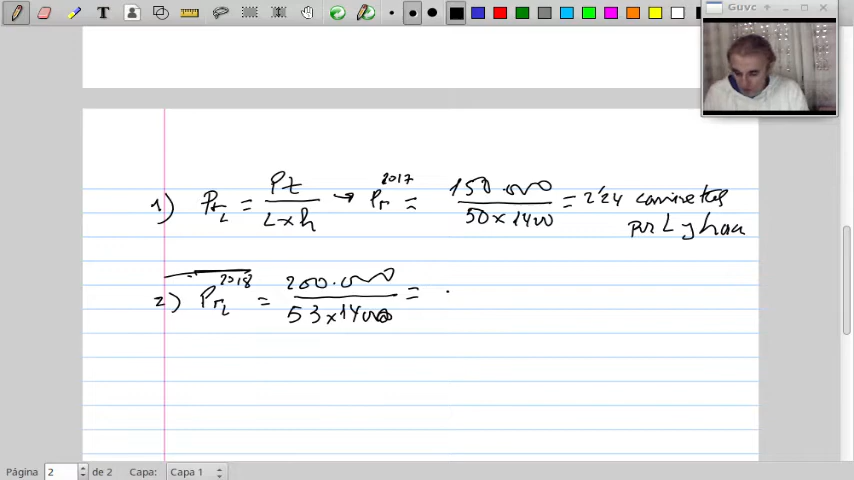 Guvc
1) Pr_L = Pt / L x h → Pr^2017 = 150.000 / 50 x 1400 = 2'24 camisetas
por L y hora
2) Pr_L^2018 = 200.000 / 53 x 1400 =
Página 2 de 2 Capa: Capa 1